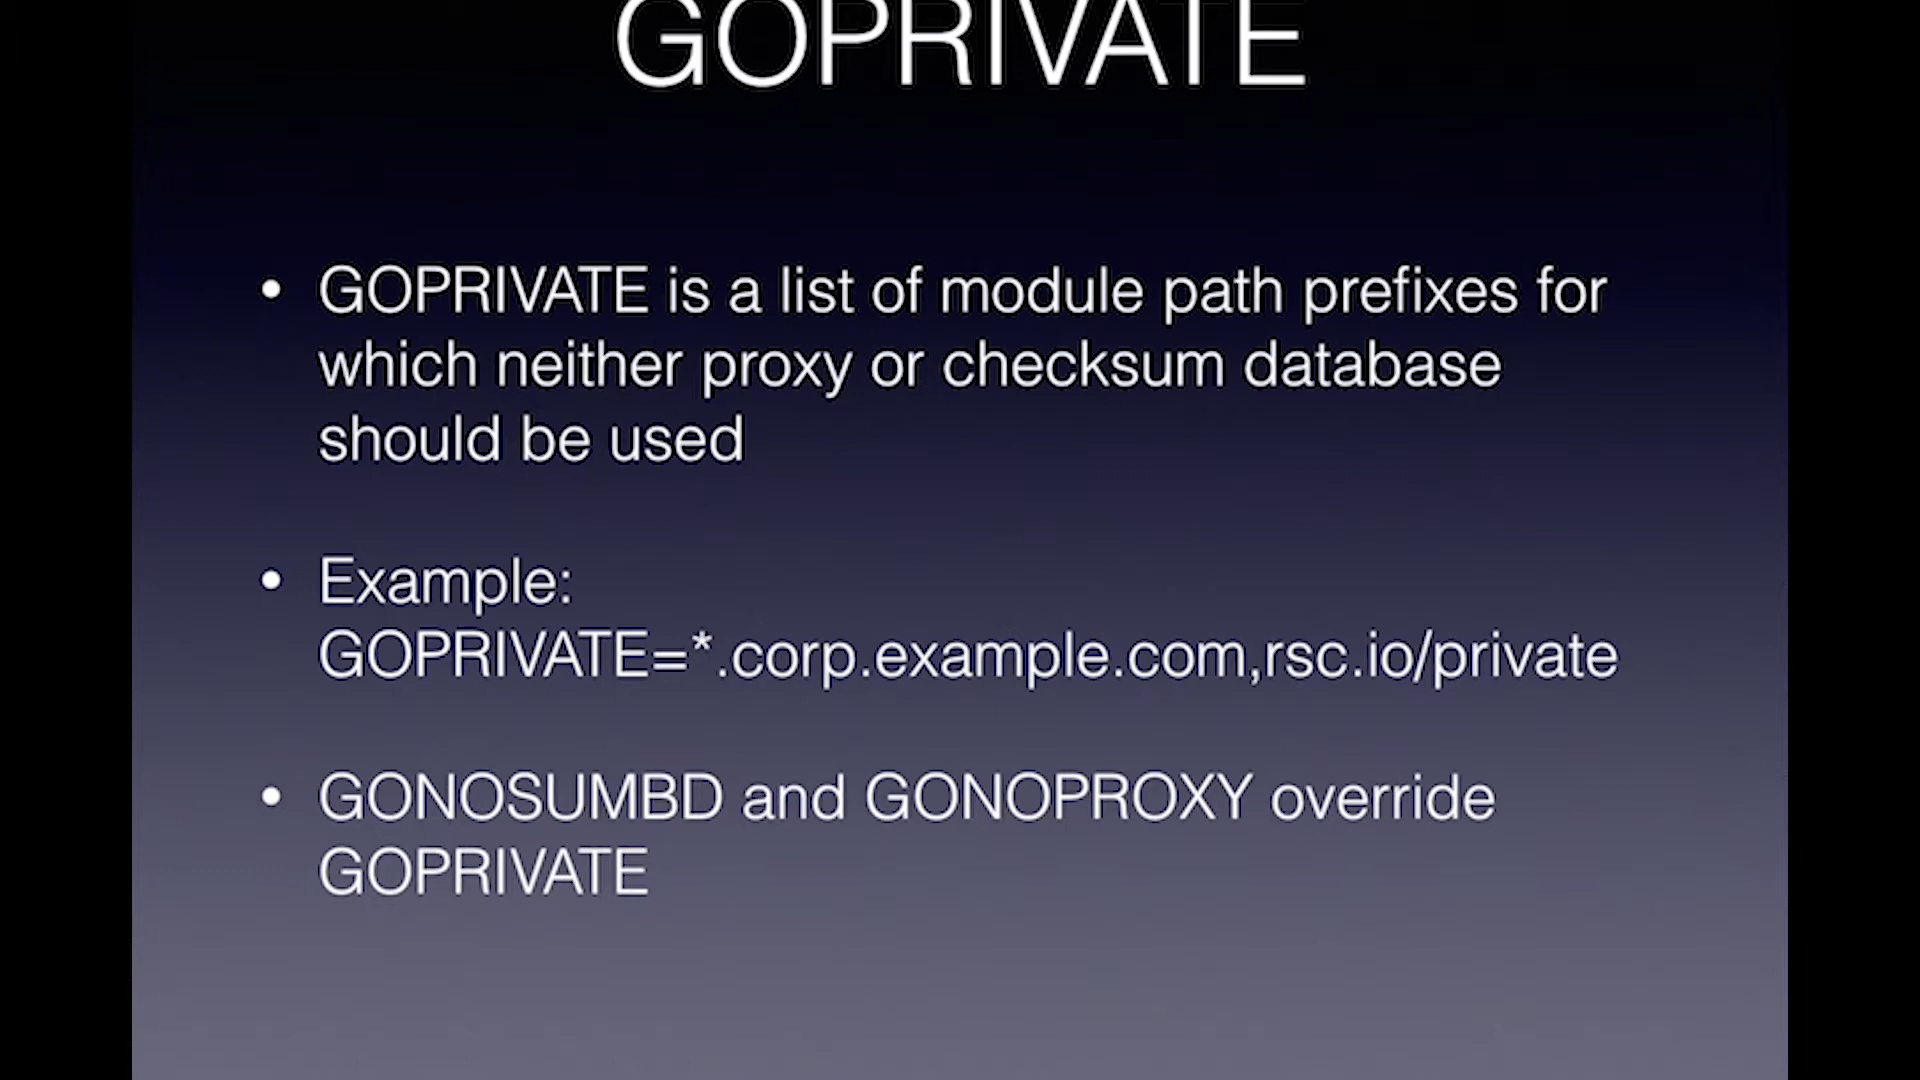 GOPRIVATE
• GOPRIVATE is a list of module path prefixes for
which neither proxy or checksum database
should be used
• Example:
GOPRIVATE=*.corp.example.com,rsc.io/private
• GONOSUMBD and GONOPROXY override
GOPRIVATE